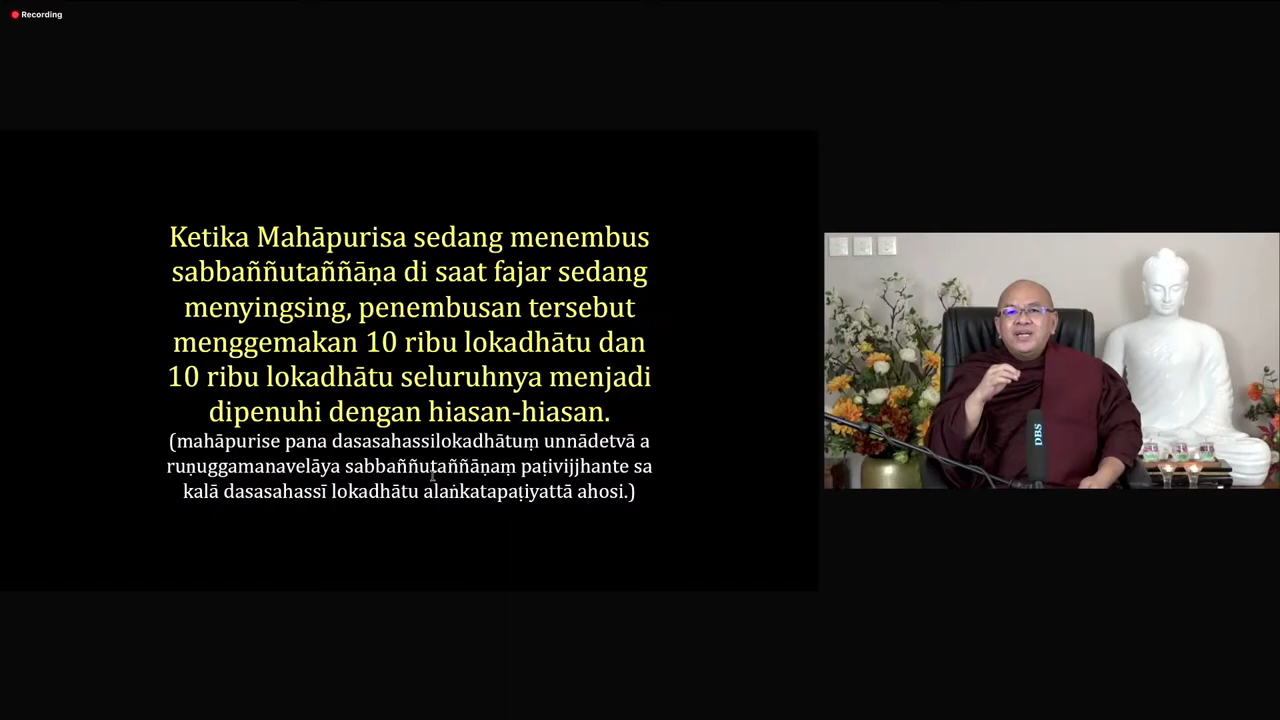 Recording
Ketika Mahāpurisa sedang menembus
sabbaññutaññāṇa di saat fajar sedang
menyingsing, penembusan tersebut
menggemakan 10 ribu lokadhātu dan
10 ribu lokadhātu seluruhnya menjadi
dipenuhi dengan hiasan-hiasan.
(mahāpurise pana dasasahassilokadhātuṃ unnādetvā a
ruṇuggamanavelāya sabbaññutaññāṇaṃ paṭivijjhante sa
kalā dasasahassī lokadhātu alaṅkatapaṭiyattā ahosi.)
DBS